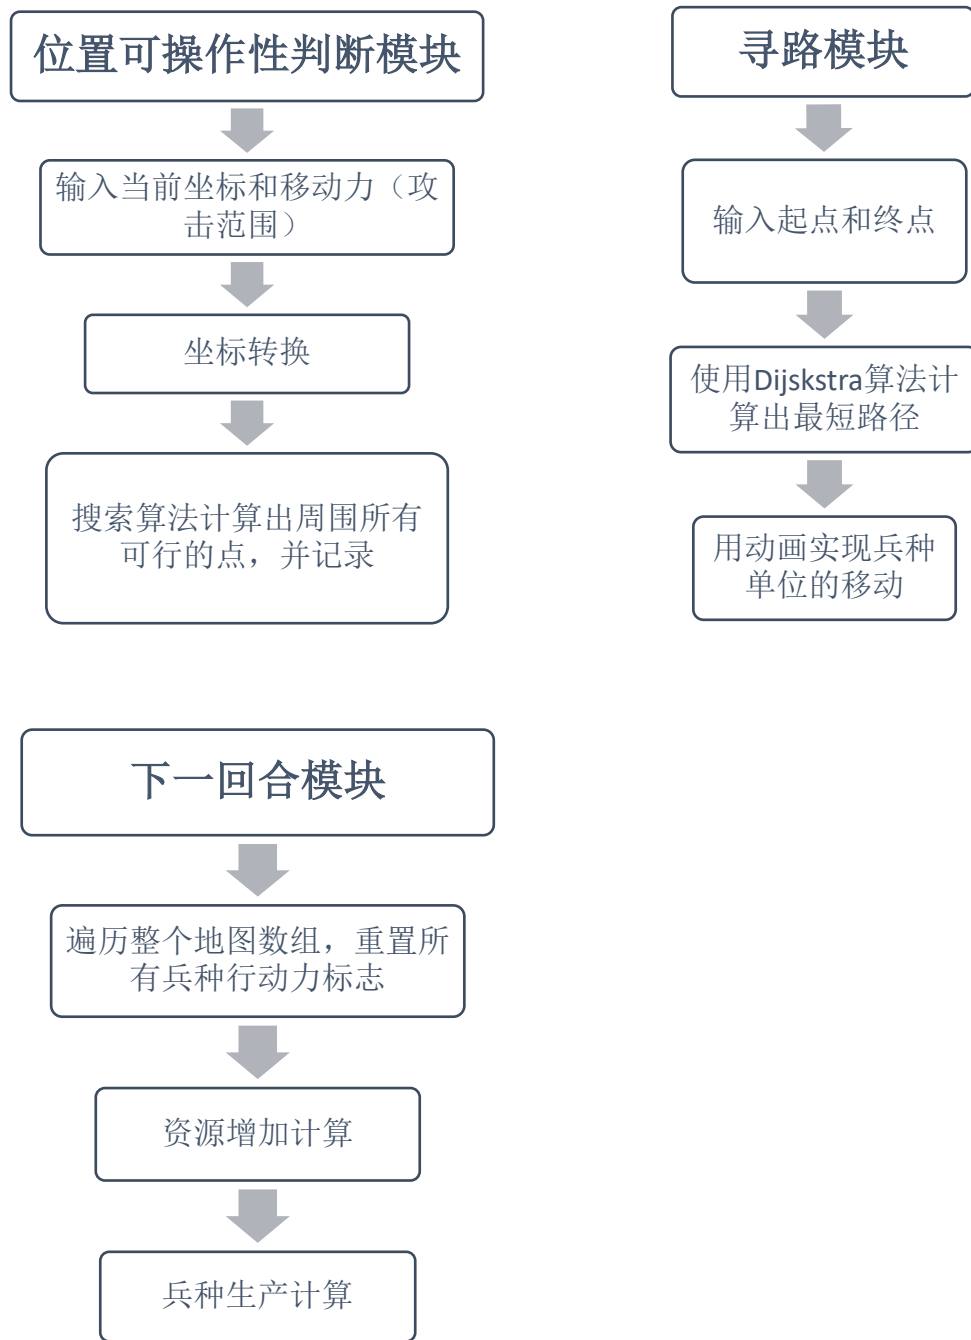 位置可操作性判断模块
输入当前坐标和移动力（攻
击范围）
坐标转换
搜索算法计算出周围所有
可行的点，并记录
寻路模块
输入起点和终点
使用Dijskstra算法计
算出最短路径
用动画实现兵种
单位的移动
下一回合模块
遍历整个地图数组，重置所
有兵种行动力标志
资源增加计算
兵种生产计算